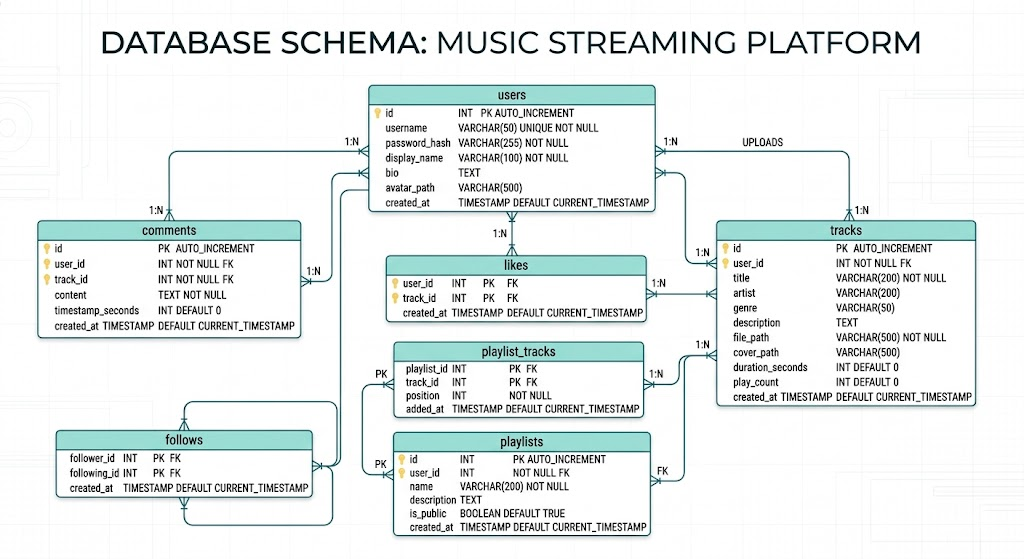 DATABASE SCHEMA: MUSIC STREAMING PLATFORM
users
id INT PK AUTO_INCREMENT
username VARCHAR(50) UNIQUE NOT NULL
password_hash VARCHAR(255) NOT NULL
display_name VARCHAR(100) NOT NULL
bio TEXT
avatar_path VARCHAR(500)
created_at TIMESTAMP DEFAULT CURRENT_TIMESTAMP
1:N
1:N
UPLOADS
1:N
1:N
comments
id PK AUTO_INCREMENT
user_id INT NOT NULL FK
track_id INT NOT NULL FK
content TEXT NOT NULL
timestamp_seconds INT DEFAULT 0
created_at TIMESTAMP DEFAULT CURRENT_TIMESTAMP
1:N
1:N
likes
user_id INT PK FK
track_id INT PK FK
created_at TIMESTAMP DEFAULT CURRENT_TIMESTAMP
1:N
1:N
tracks
id PK AUTO_INCREMENT
user_id INT NOT NULL FK
title VARCHAR(200) NOT NULL
artist VARCHAR(200)
genre VARCHAR(50)
description TEXT
file_path VARCHAR(500) NOT NULL
cover_path VARCHAR(500)
duration_seconds INT DEFAULT 0
play_count INT DEFAULT 0
created_at TIMESTAMP DEFAULT CURRENT_TIMESTAMP
1:N
playlist_tracks
playlist_id INT PK FK
track_id INT PK FK
position INT NOT NULL
added_at TIMESTAMP DEFAULT CURRENT_TIMESTAMP
PK
1:N
follows
follower_id INT PK FK
following_id INT PK FK
created_at TIMESTAMP DEFAULT CURRENT_TIMESTAMP
playlists
id INT PK AUTO_INCREMENT
user_id INT NOT NULL FK
name VARCHAR(200) NOT NULL
description TEXT
is_public BOOLEAN DEFAULT TRUE
created_at TIMESTAMP DEFAULT CURRENT_TIMESTAMP
PK
FK